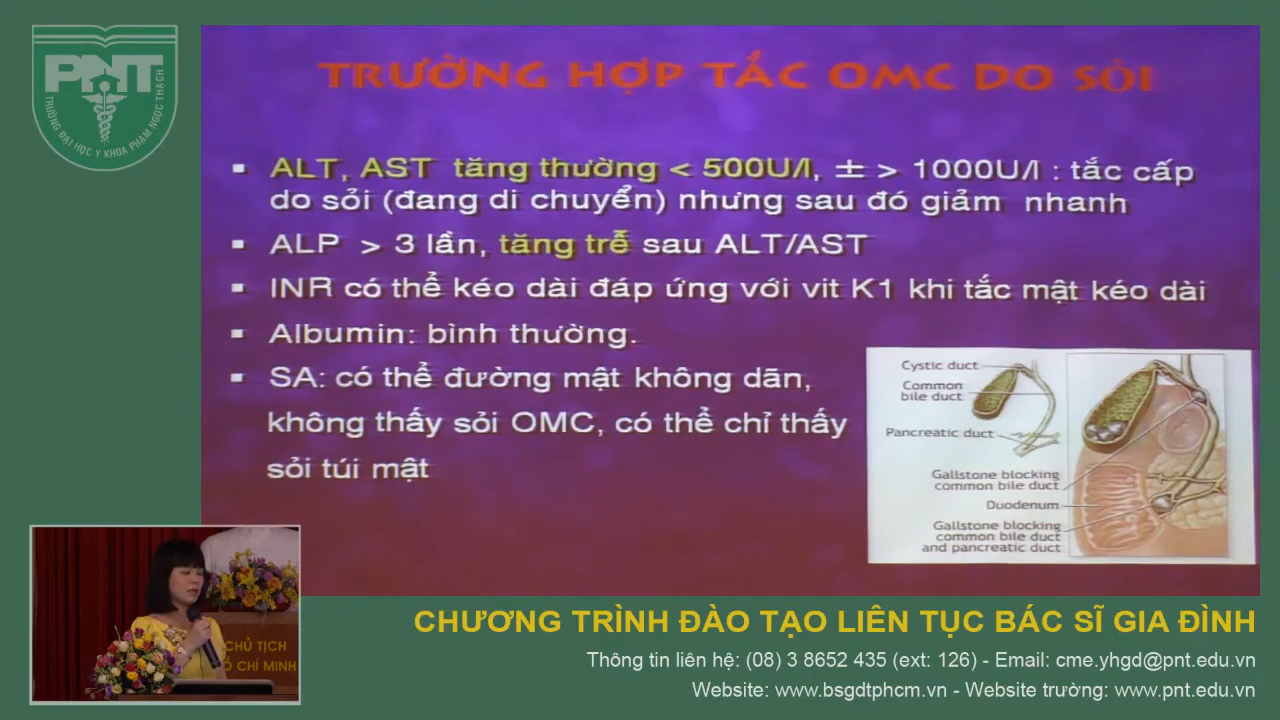 PNT
TRƯỜNG ĐẠI HỌC Y KHOA PHẠM NGỌC THẠCH
TRƯỜNG HỢP TẮC OMC DO SỎI
▪ ALT, AST tăng thường < 500U/l, ± > 1000U/l : tắc cấp
do sỏi (đang di chuyển) nhưng sau đó giảm nhanh
▪ ALP > 3 lần, tăng trễ sau ALT/AST
▪ INR có thể kéo dài đáp ứng với vit K1 khi tắc mật kéo dài
▪ Albumin: bình thường.
▪ SA: có thể đường mật không dãn,
không thấy sỏi OMC, có thể chỉ thấy
sỏi túi mật
Cystic duct
Common
bile duct
Pancreatic duct
Gallstone blocking
common bile duct
Duodenum
Gallstone blocking
common bile duct
and pancreatic duct
CHỦ TỊCH
Ồ CHÍ MINH
CHƯƠNG TRÌNH ĐÀO TẠO LIÊN TỤC BÁC SĨ GIA ĐÌNH
Thông tin liên hệ: (08) 3 8652 435 (ext: 126) - Email: cme.yhgd@pnt.edu.vn
Website: www.bsgdtphcm.vn - Website trường: www.pnt.edu.vn